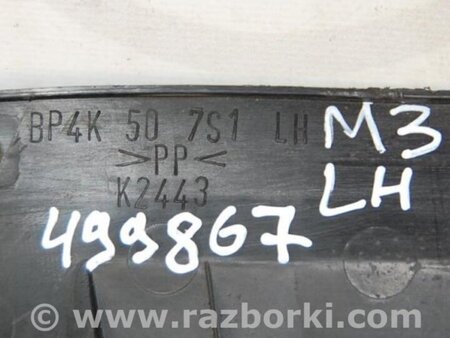 BP4K 50 7S1 LH M3
>PP< LH
K2443
499867
© www.razborki.com